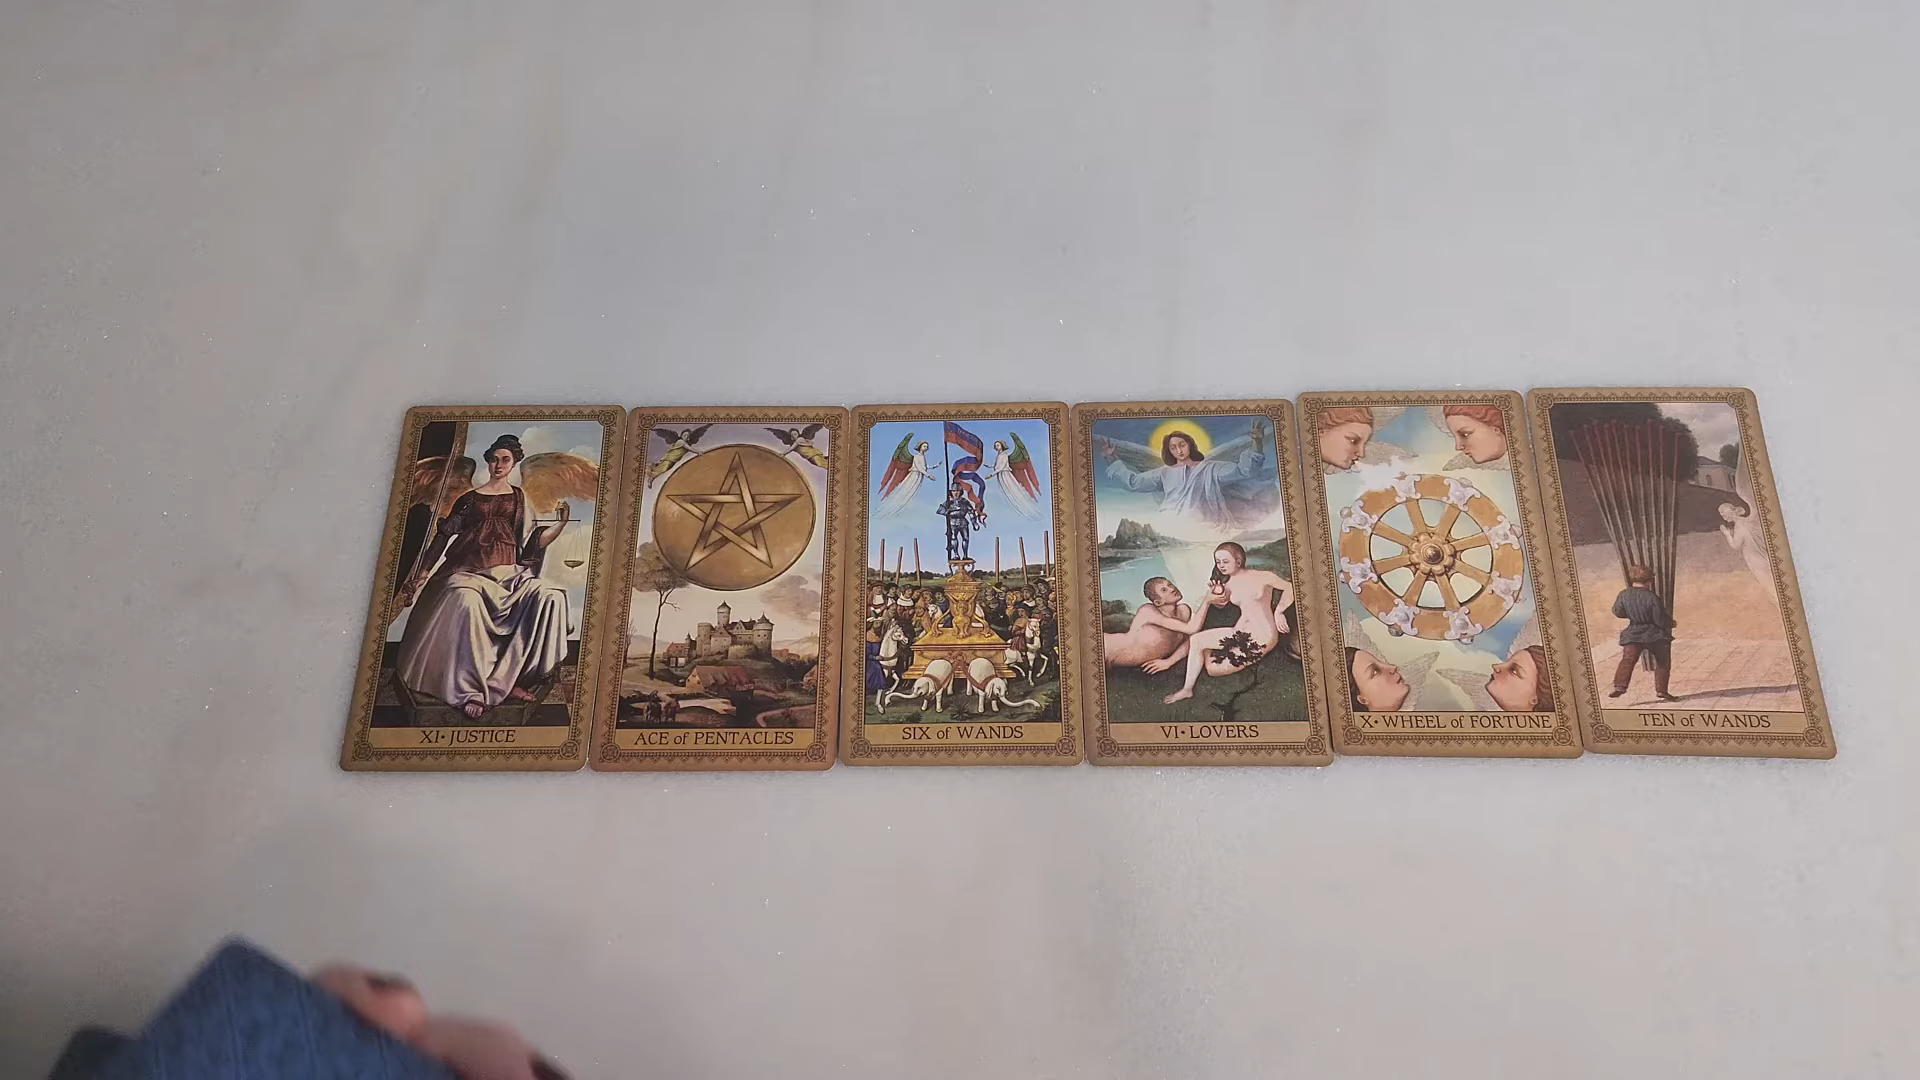 XI • JUSTICE
ACE of PENTACLES
SIX of WANDS
VI • LOVERS
X • WHEEL of FORTUNE
TEN of WANDS